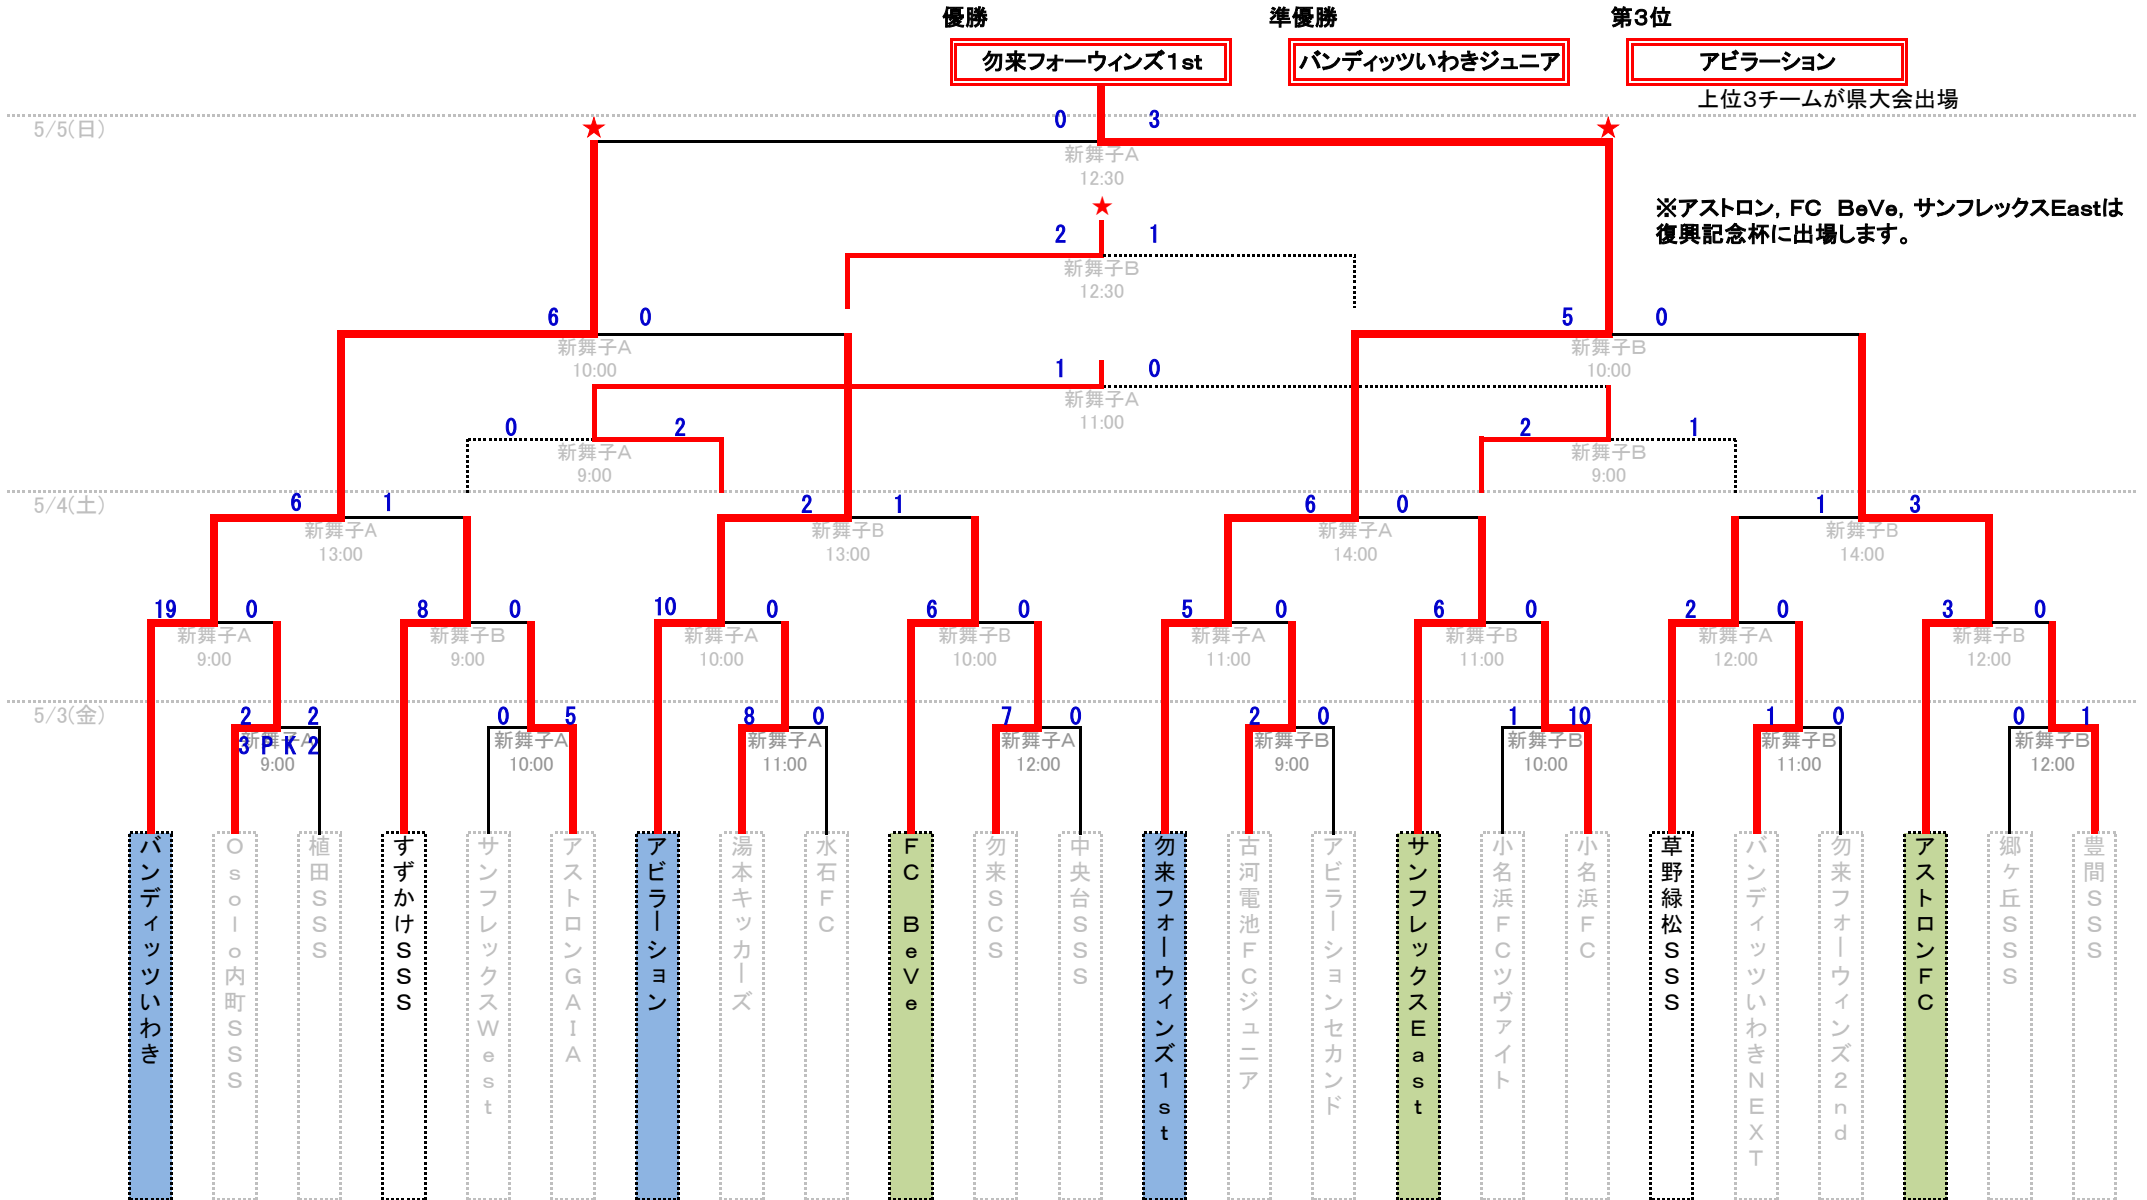 優勝
準優勝
第3位
勿来フォーウィンズ1st
バンディッツいわきジュニア
アビラーション
上位3チームが県大会出場
5/5(日)
0 3
新舞子A
12:30
※アストロン, FC BeVe, サンフレックスEastは
復興記念杯に出場します。
2 1
新舞子B
12:30
6 0
新舞子A
10:00
5 0
新舞子B
10:00
1 0
新舞子A
11:00
0 2
新舞子A
9:00
2 1
新舞子B
9:00
5/4(土)
6 1
新舞子A
13:00
2 1
新舞子B
13:00
6 0
新舞子A
14:00
1 3
新舞子B
14:00
19 0
新舞子A
9:00
8 0
新舞子B
9:00
10 0
新舞子A
10:00
6 0
新舞子B
10:00
5 0
新舞子A
11:00
6 0
新舞子B
11:00
2 0
新舞子A
12:00
3 0
新舞子B
12:00
5/3(金)
2 2
3 PK 2
新舞子A
9:00
0 5
新舞子A
10:00
8 0
新舞子A
11:00
7 0
新舞子A
12:00
2 0
新舞子B
9:00
1 10
新舞子B
10:00
1 0
新舞子B
11:00
0 1
新舞子B
12:00
バンディッツいわき
Osolo内町SSS
植田SSS
すずかけSSS
サンフレックスWest
アストロンGAIA
アビラーション
湯本キッカーズ
水石FC
FC BeVe
勿来SCS
中央台SSS
勿来フォーウィンズ1st
古河電池FCジュニア
アビラーションセカンド
サンフレックスEast
小名浜FCツヴァイト
小名浜FC
草野緑松SSS
バンディッツいわきNEXT
勿来フォーウィンズ2nd
アストロンFC
郷ケ丘SSS
豊間SSS